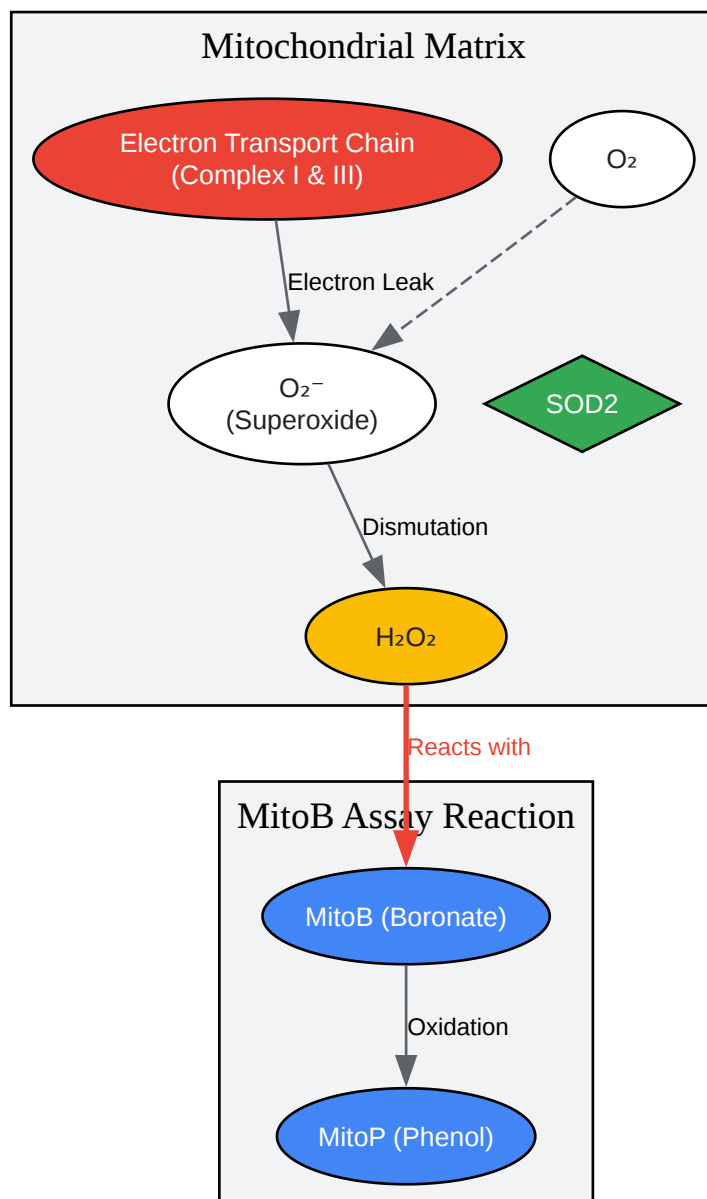 Mitochondrial Matrix
Electron Transport Chain
(Complex I & III)
O₂
Electron Leak
O₂⁻
(Superoxide)
SOD2
Dismutation
H₂O₂
Reacts with
MitoB Assay Reaction
MitoB (Boronate)
Oxidation
MitoP (Phenol)